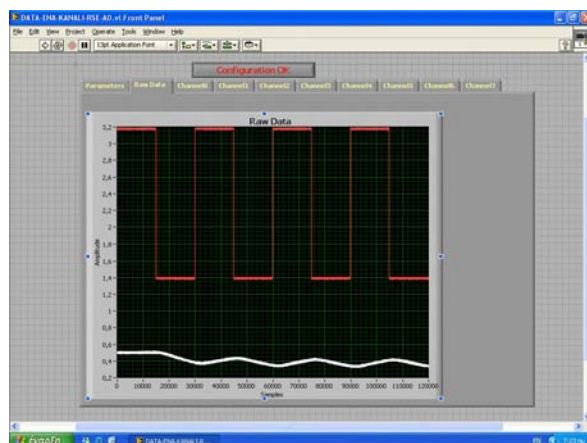 DATA-ENA-KANALI-RSE-AO.vi Front Panel
File Edit View Project Operate Tools Window Help
13pt Application Font
Configuration OK
Parameters Raw Data Channel0 Channel1 Channel2 Channel3 Channel4 Channel5 Channel6 Channel7
Raw Data
3,2
3
2,8
2,6
2,4
2,2
2
1,8
1,6
1,4
1,2
1
0,8
0,6
0,4
0,2
Amplitude
0 10000 20000 30000 40000 50000 60000 70000 80000 90000 100000 110000 120000
Samples
έναρξη
EN